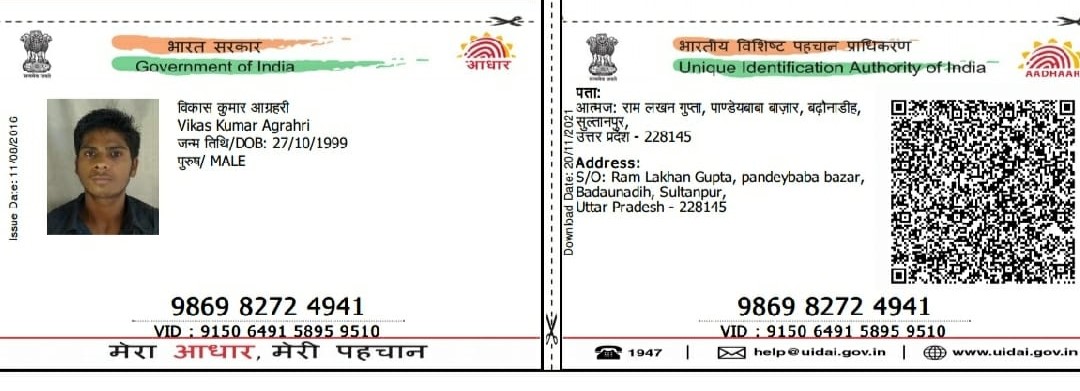 भारत सरकार
Government of India
आधार
Issue Date: 11/06/2016
विकास कुमार आग्रहरी
Vikas Kumar Agrahri
जन्म तिथि/DOB: 27/10/1999
पुरुष/ MALE
9869 8272 4941
VID : 9150 6491 5895 9510
मेरा आधार, मेरी पहचान
भारतीय विशिष्ट पहचान प्राधिकरण
Unique Identification Authority of India
AADHAAR
Download Date: 20/11/2021
पता:
आत्मज: राम लखन गुप्ता, पाण्डेयबाबा बाज़ार, बढ़ोनाडीह,
सुल्तानपुर,
उत्तर प्रदेश - 228145
Address:
S/O: Ram Lakhan Gupta, pandeybaba bazar,
Badaunadih, Sultanpur,
Uttar Pradesh - 228145
9869 8272 4941
VID : 9150 6491 5895 9510
1947 | help@uidai.gov.in | www.uidai.gov.in